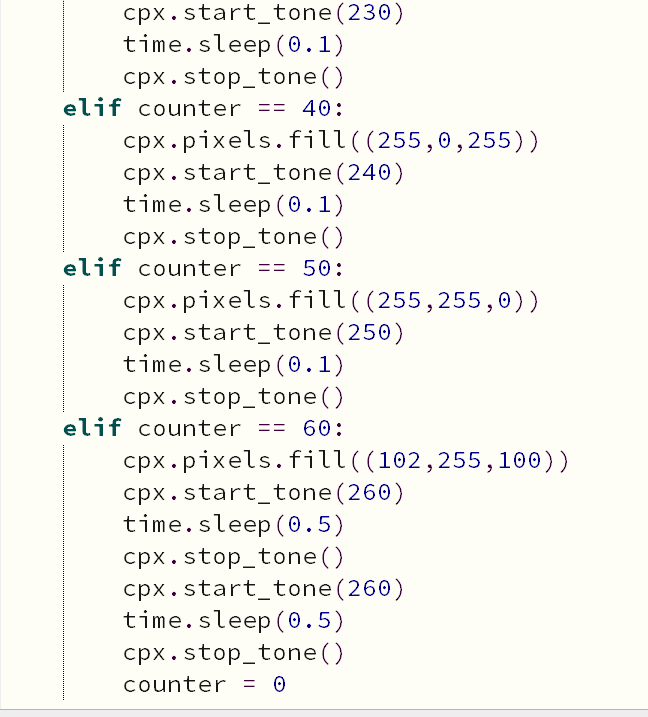 cpx.start_tone(230)
time.sleep(0.1)
cpx.stop_tone()
elif counter == 40:
cpx.pixels.fill((255,0,255))
cpx.start_tone(240)
time.sleep(0.1)
cpx.stop_tone()
elif counter == 50:
cpx.pixels.fill((255,255,0))
cpx.start_tone(250)
time.sleep(0.1)
cpx.stop_tone()
elif counter == 60:
cpx.pixels.fill((102,255,100))
cpx.start_tone(260)
time.sleep(0.5)
cpx.stop_tone()
cpx.start_tone(260)
time.sleep(0.5)
cpx.stop_tone()
counter = 0